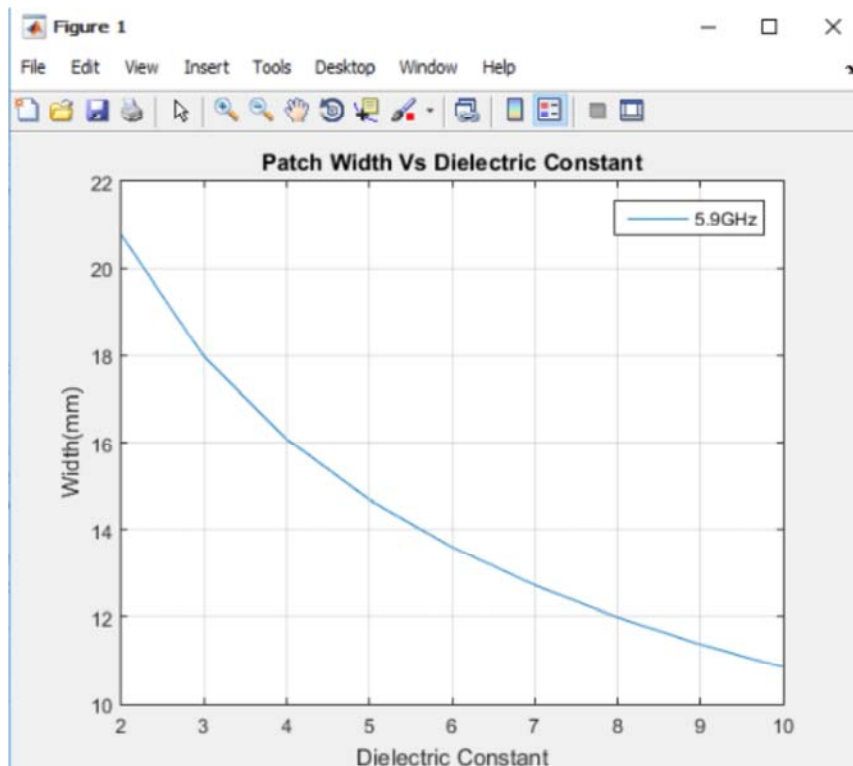 Figure 1
File Edit View Insert Tools Desktop Window Help
Patch Width Vs Dielectric Constant
5.9GHz
22
20
18
16
14
12
10
Width(mm)
2 3 4 5 6 7 8 9 10
Dielectric Constant